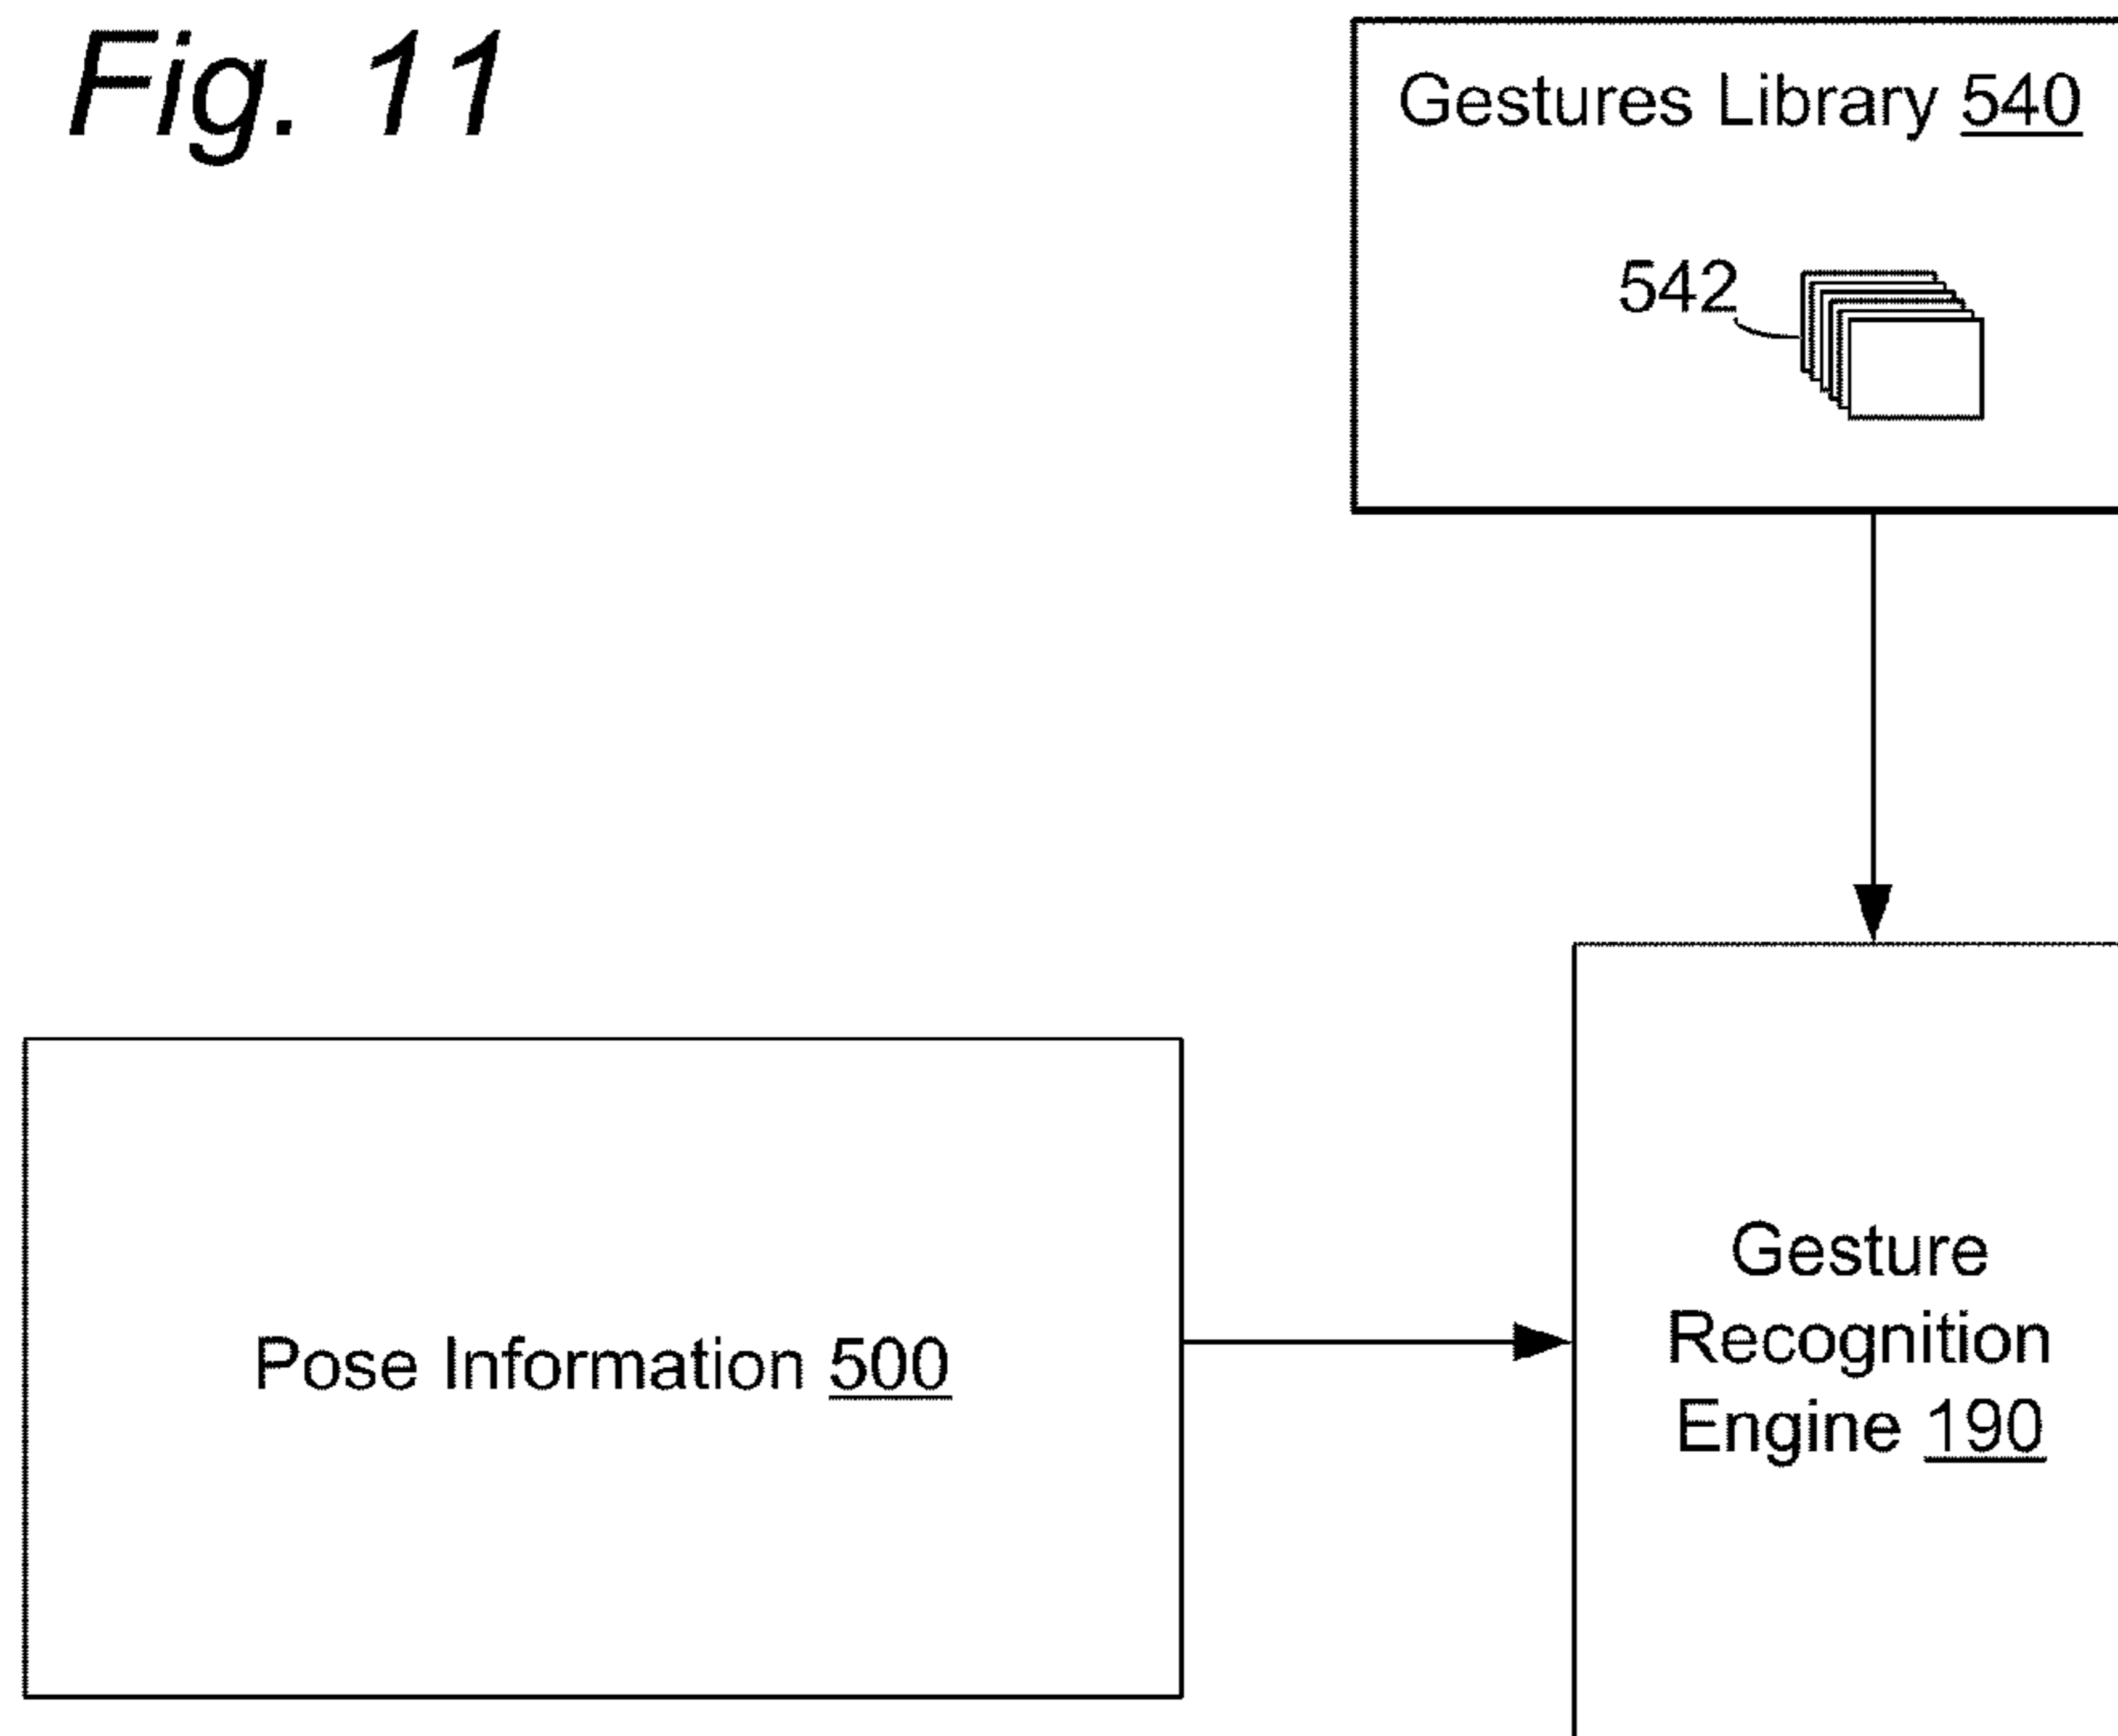 Fig. 11
Gestures Library 540
542
Pose Information 500
Gesture
Recognition
Engine 190